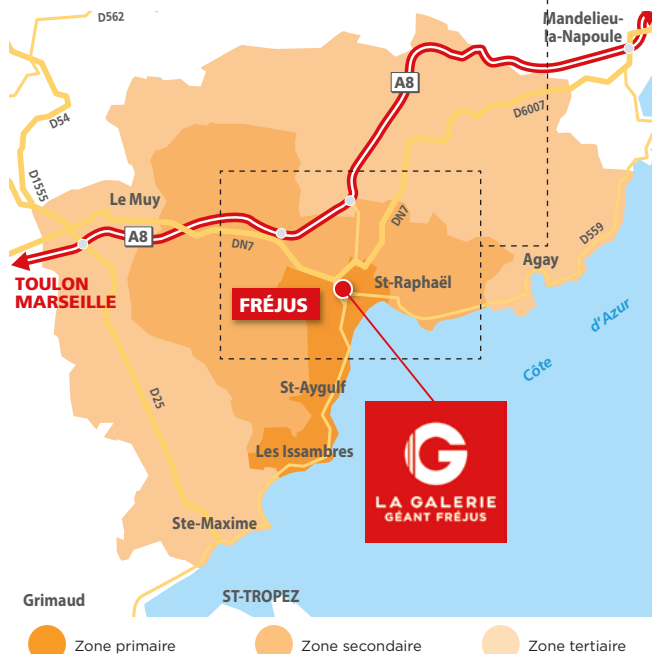 D562
Mandelieu-
la-Napoule
A8
D6007
D54
D1555
Le Muy
A8
DN7
DN7
D559
TOULON
MARSEILLE
FRÉJUS
St-Raphaël
Agay
Côte
d'Azur
St-Aygulf
D25
Les Issambres
LA GALERIE
GÉANT FRÉJUS
Ste-Maxime
Grimaud
ST-TROPEZ
Zone primaire
Zone secondaire
Zone tertiaire